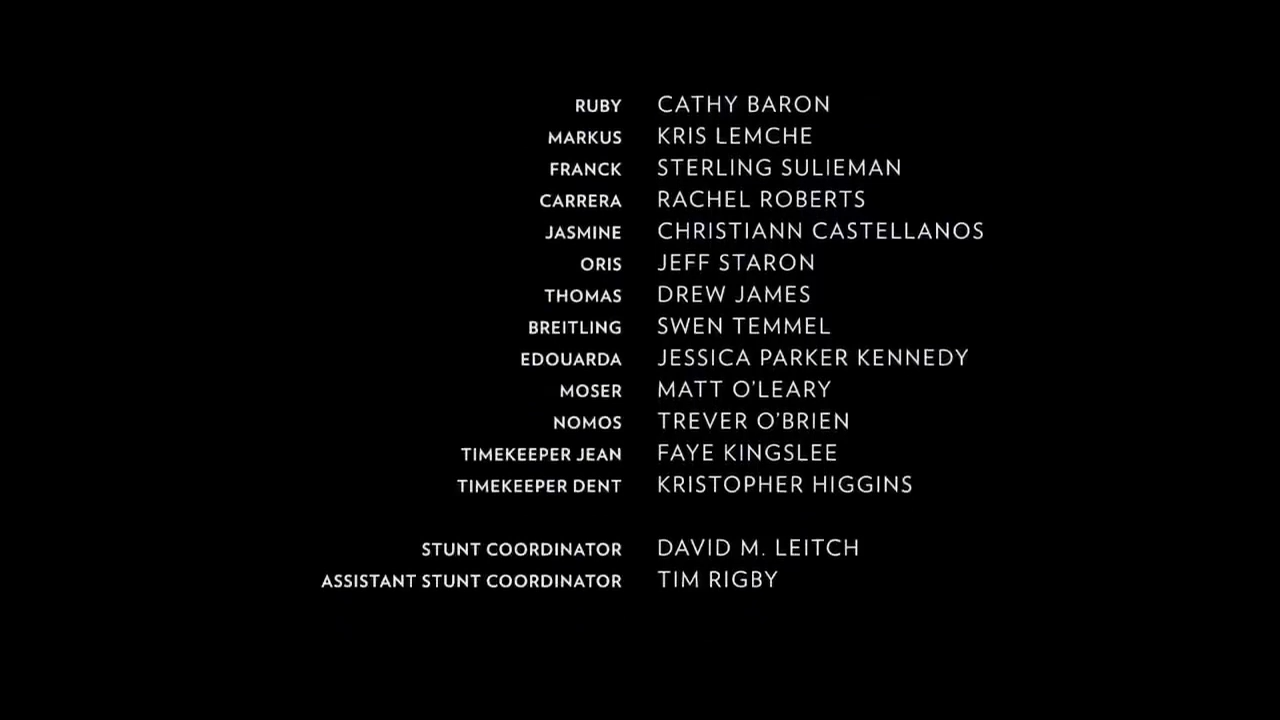 RUBY CATHY BARON
MARKUS KRIS LEMCHE
FRANCK STERLING SULIEMAN
CARRERA RACHEL ROBERTS
JASMINE CHRISTIANN CASTELLANOS
ORIS JEFF STARON
THOMAS DREW JAMES
BREITLING SWEN TEMMEL
EDOUARDA JESSICA PARKER KENNEDY
MOSER MATT O'LEARY
NOMOS TREVER O'BRIEN
TIMEKEEPER JEAN FAYE KINGSLEE
TIMEKEEPER DENT KRISTOPHER HIGGINS
STUNT COORDINATOR DAVID M. LEITCH
ASSISTANT STUNT COORDINATOR TIM RIGBY